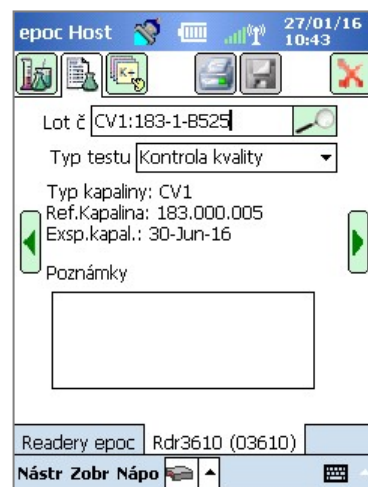 epoc Host 27/01/16
10:43
K+
Lot č CV1:183-1-B525
Typ testu Kontrola kvality
Typ kapaliny: CV1
Ref.Kapalina: 183.000.005
Exsp.kapal.: 30-Jun-16
Poznámky
Readery epoc Rdr3610 (03610)
Nástr Zobr Nápo